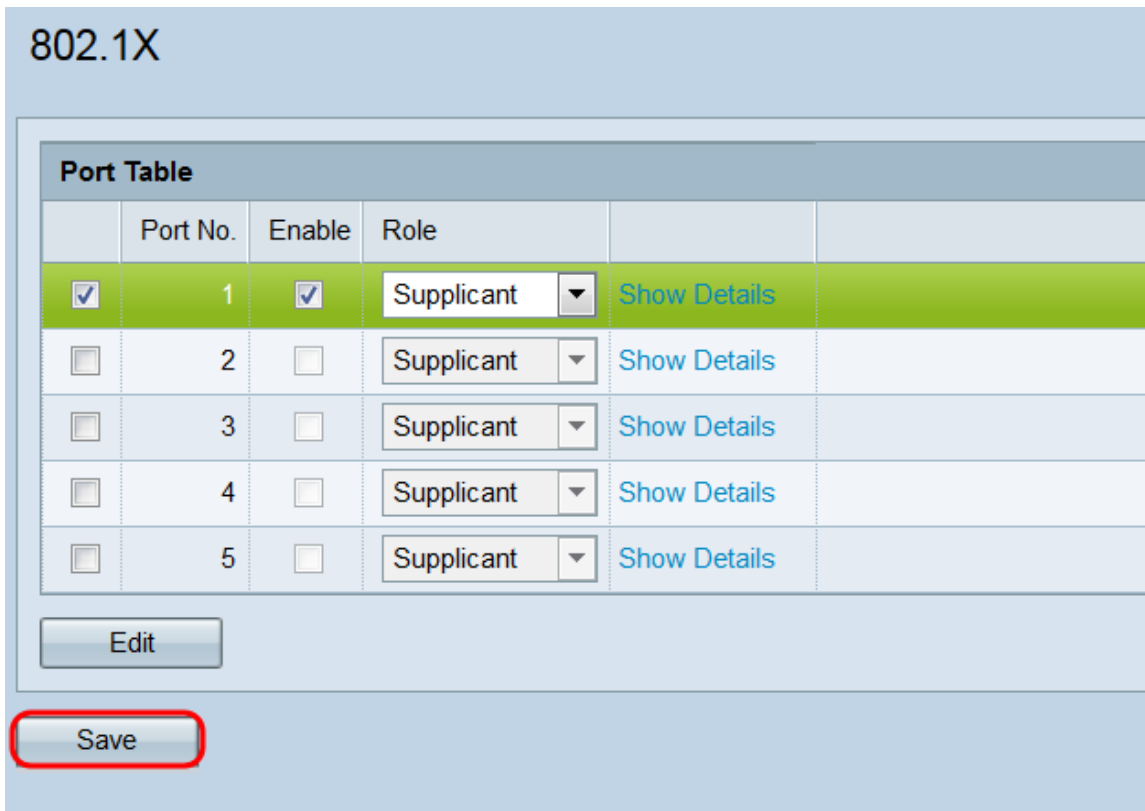 802.1X
Port Table
Port No. Enable Role
1 Supplicant Show Details
2 Supplicant Show Details
3 Supplicant Show Details
4 Supplicant Show Details
5 Supplicant Show Details
Edit
Save